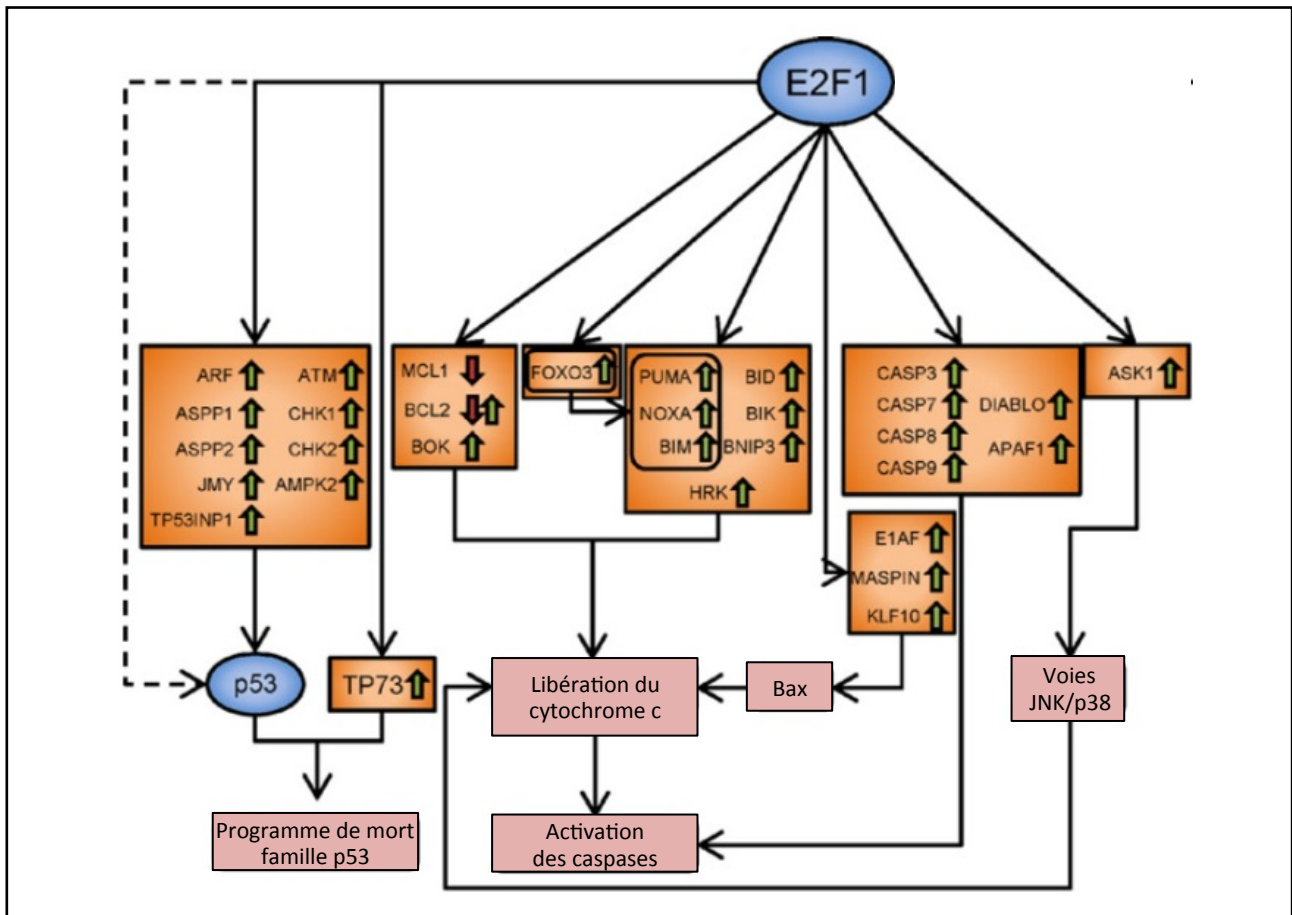 E2F1
ARF
ATM
ASPP1
CHK1
ASPP2
CHK2
JMY
AMPK2
TP53INP1
MCL1
BCL2
BOK
FOXO3
PUMA
BID
NOXA
BIK
BIM
BNIP3
HRK
CASP3
CASP7
DIABLO
CASP8
APAF1
CASP9
ASK1
E1AF
MASPIN
KLF10
p53
TP73
Libération du
cytochrome c
Bax
Voies
JNK/p38
Programme de mort
famille p53
Activation
des caspases